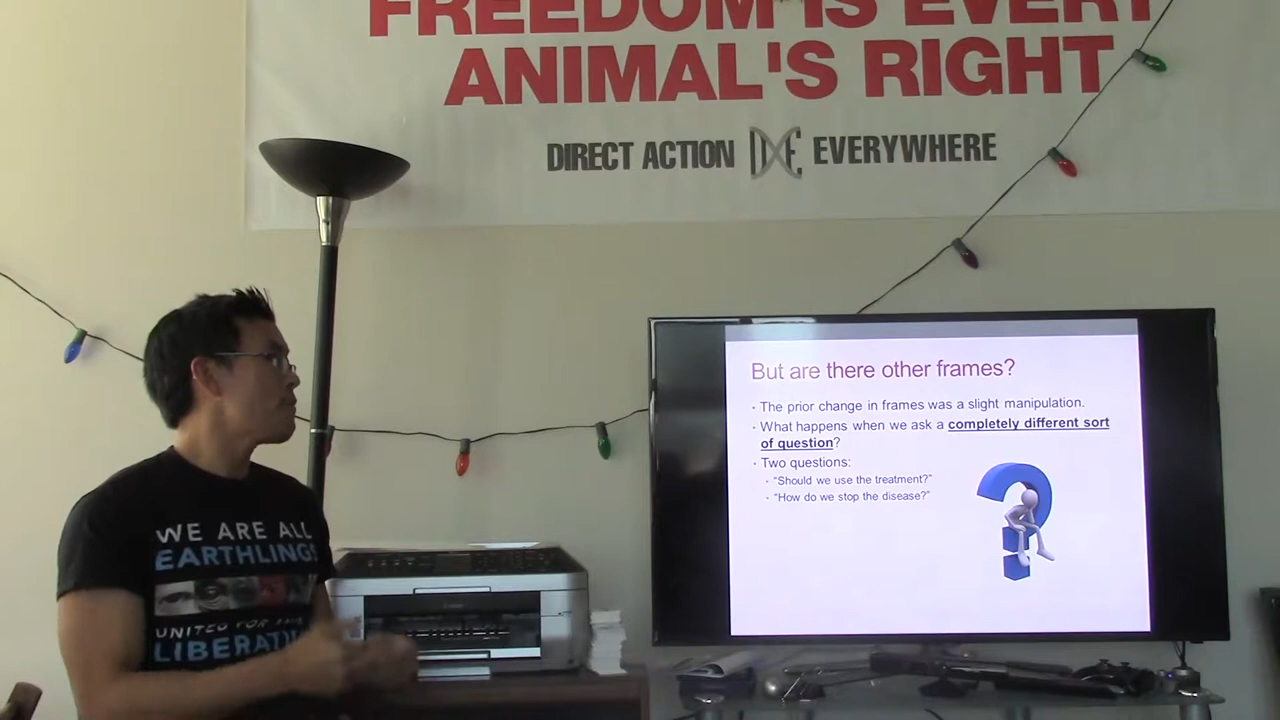 FREEDOM IS EVERY
ANIMAL'S RIGHT
DIRECT ACTION DXE EVERYWHERE
But are there other frames?
• The prior change in frames was a slight manipulation.
• What happens when we ask a completely different sort
of question?
• Two questions:
• “Should we use the treatment?”
• “How do we stop the disease?”
WE ARE ALL
EARTHLINGS
UNITED FOR
LIBERATI